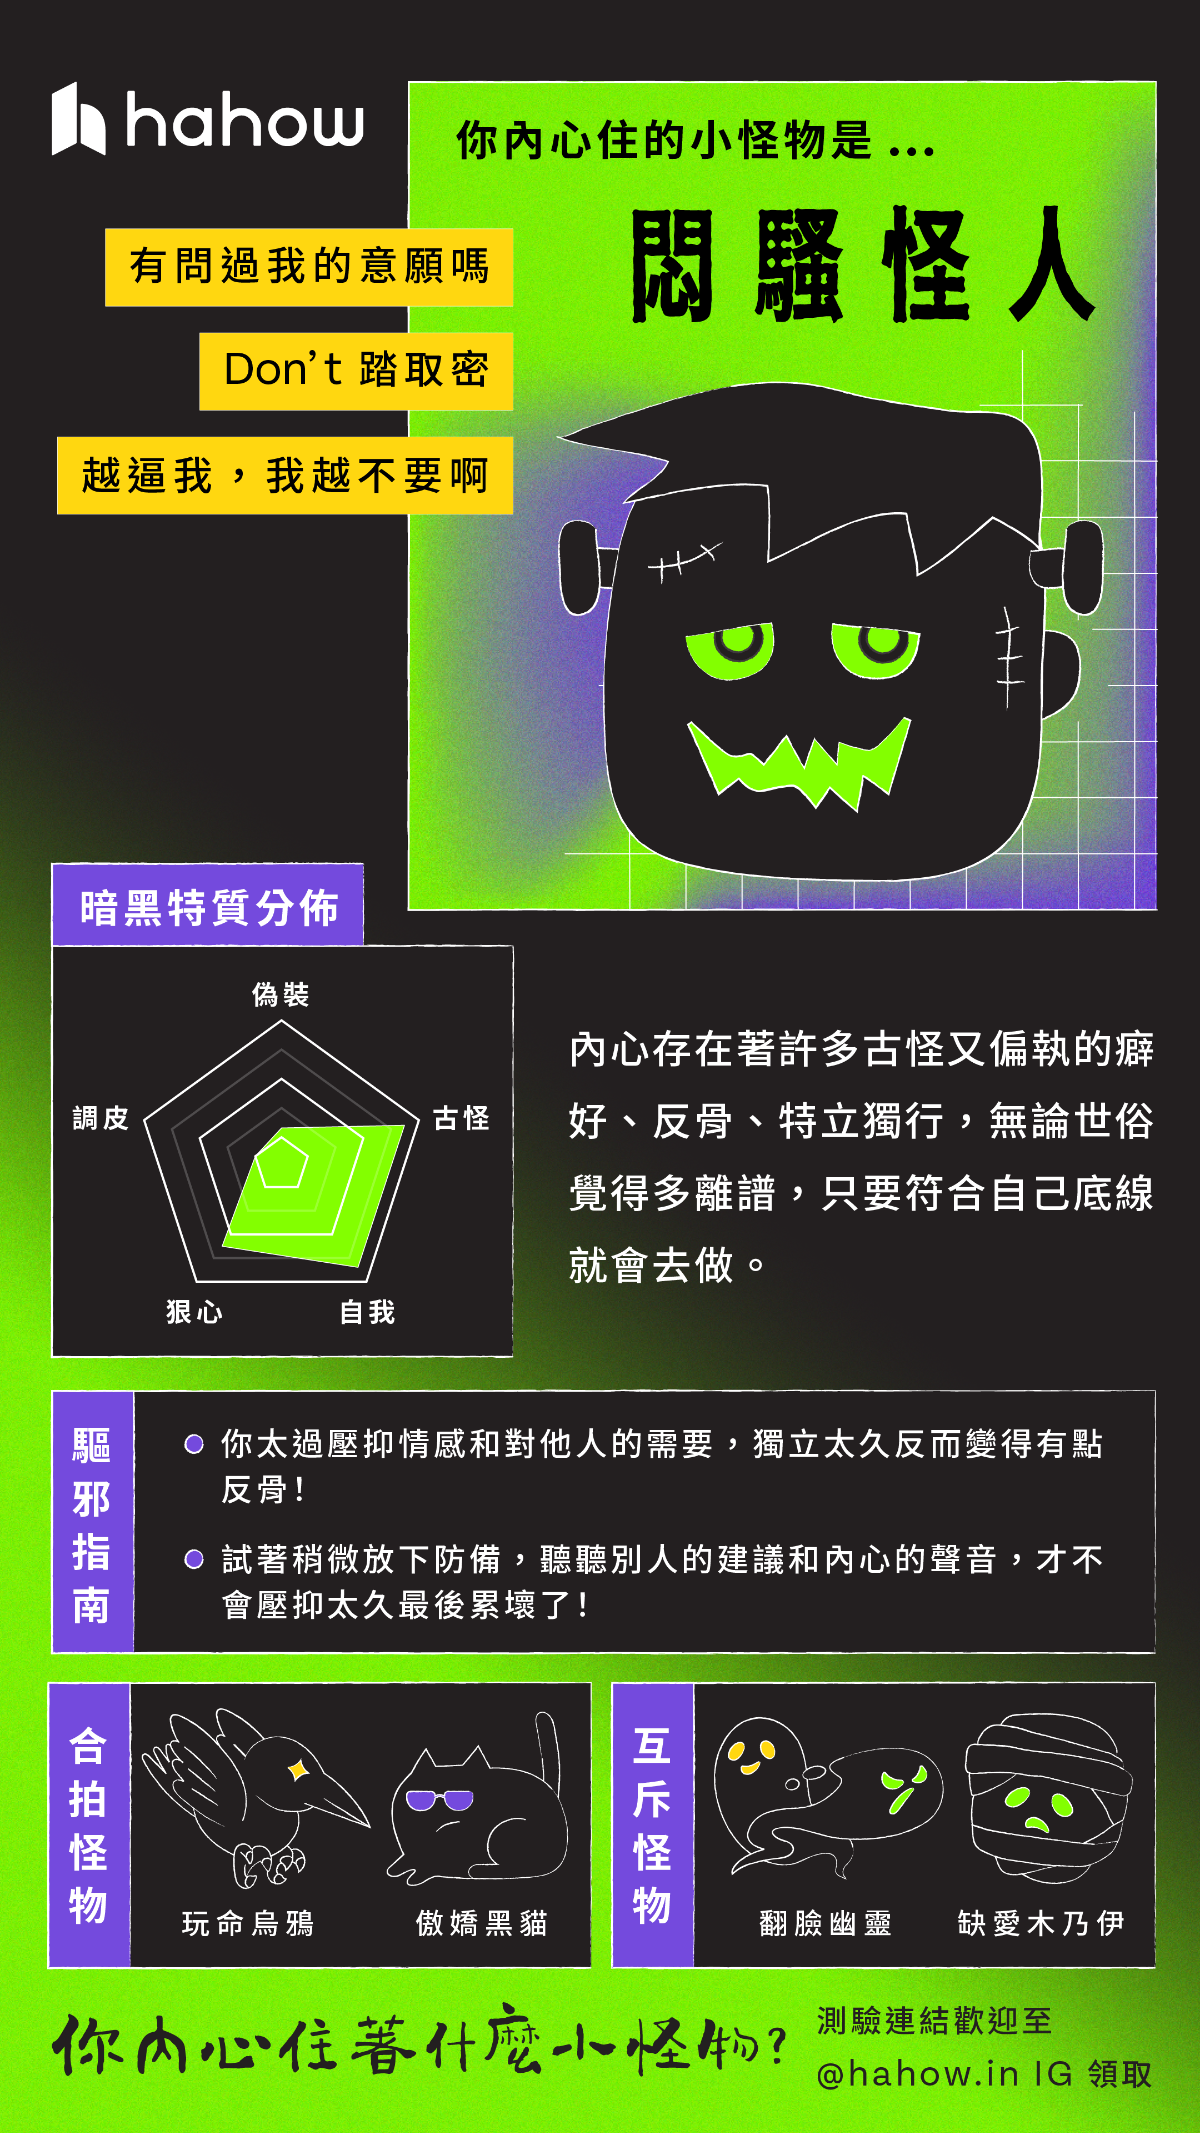 hahow
你內心住的小怪物是 ...
悶騷怪人
有問過我的意願嗎
Don't 踏取密
越逼我，我越不要啊
暗黑特質分佈
偽裝
調皮
古怪
狠心
自我
內心存在著許多古怪又偏執的癖
好、反骨、特立獨行，無論世俗
覺得多離譜，只要符合自己底線
就會去做。
驅邪指南
你太過壓抑情感和對他人的需要，獨立太久反而變得有點
反骨！
試著稍微放下防備，聽聽別人的建議和內心的聲音，才不
會壓抑太久最後累壞了！
合拍怪物
玩命烏鴉
傲嬌黑貓
互斥怪物
翻臉幽靈
缺愛木乃伊
你內心住著什麼小怪物？
測驗連結歡迎至
@hahow.in IG 領取